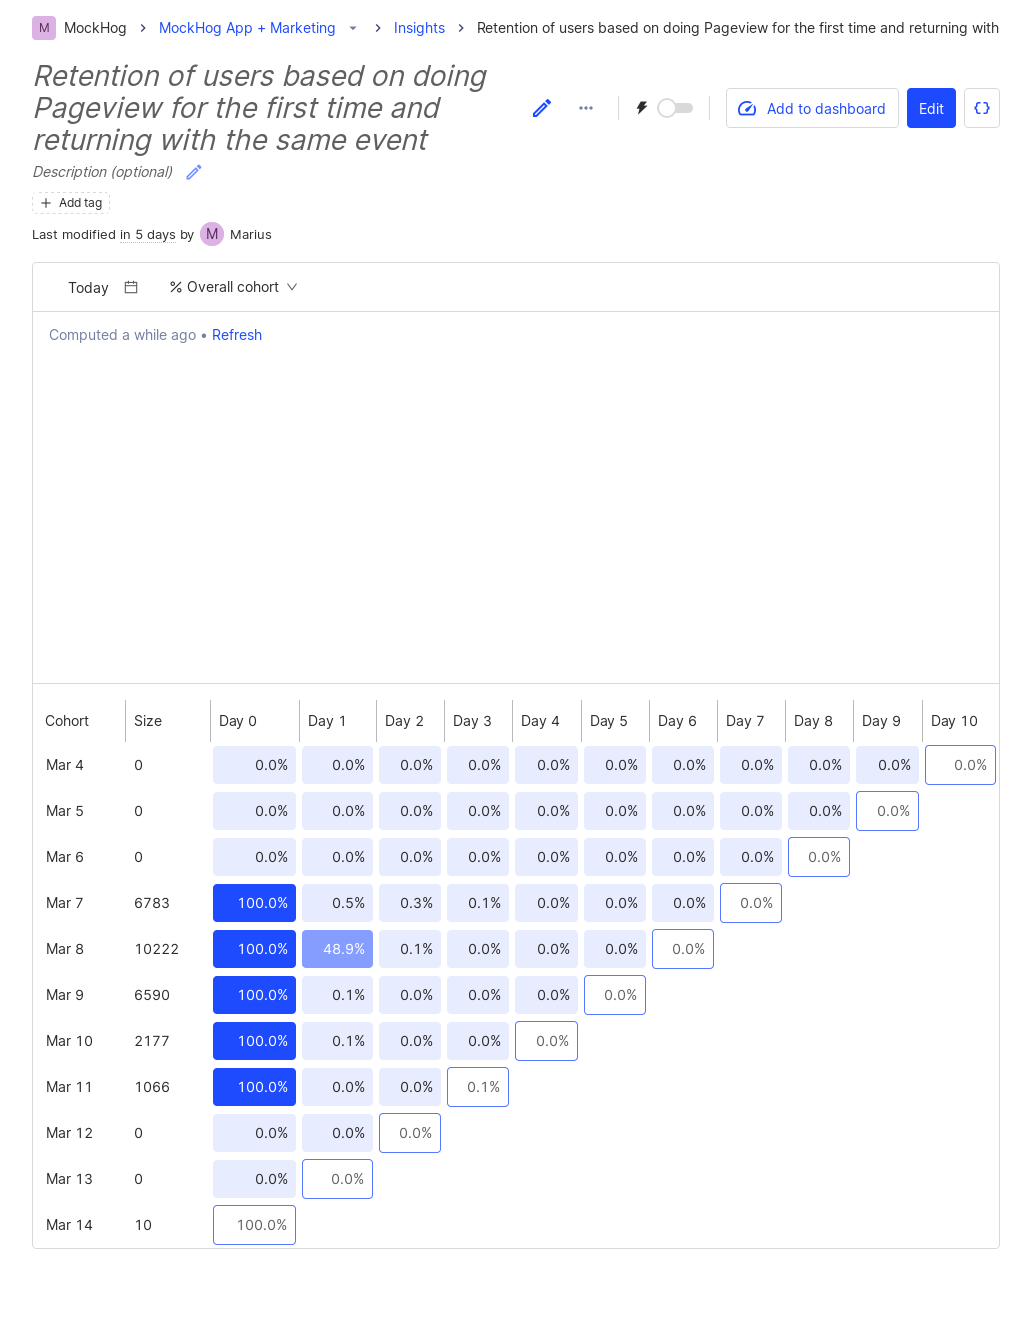 M MockHog MockHog App + Marketing Insights Retention of users based on doing Pageview for the first time and returning with
Retention of users based on doing
Pageview for the first time and
returning with the same event
Add to dashboard Edit
Description (optional)
Add tag
Last modified in 5 days by M Marius
Today % Overall cohort
Computed a while ago • Refresh
Cohort Size Day 0 Day 1 Day 2 Day 3 Day 4 Day 5 Day 6 Day 7 Day 8 Day 9 Day 10
Mar 4 0 0.0% 0.0% 0.0% 0.0% 0.0% 0.0% 0.0% 0.0% 0.0% 0.0% 0.0%
Mar 5 0 0.0% 0.0% 0.0% 0.0% 0.0% 0.0% 0.0% 0.0% 0.0% 0.0%
Mar 6 0 0.0% 0.0% 0.0% 0.0% 0.0% 0.0% 0.0% 0.0% 0.0%
Mar 7 6783 100.0% 0.5% 0.3% 0.1% 0.0% 0.0% 0.0% 0.0%
Mar 8 10222 100.0% 48.9% 0.1% 0.0% 0.0% 0.0% 0.0%
Mar 9 6590 100.0% 0.1% 0.0% 0.0% 0.0% 0.0%
Mar 10 2177 100.0% 0.1% 0.0% 0.0% 0.0%
Mar 11 1066 100.0% 0.0% 0.0% 0.1%
Mar 12 0 0.0% 0.0% 0.0%
Mar 13 0 0.0% 0.0%
Mar 14 10 100.0%